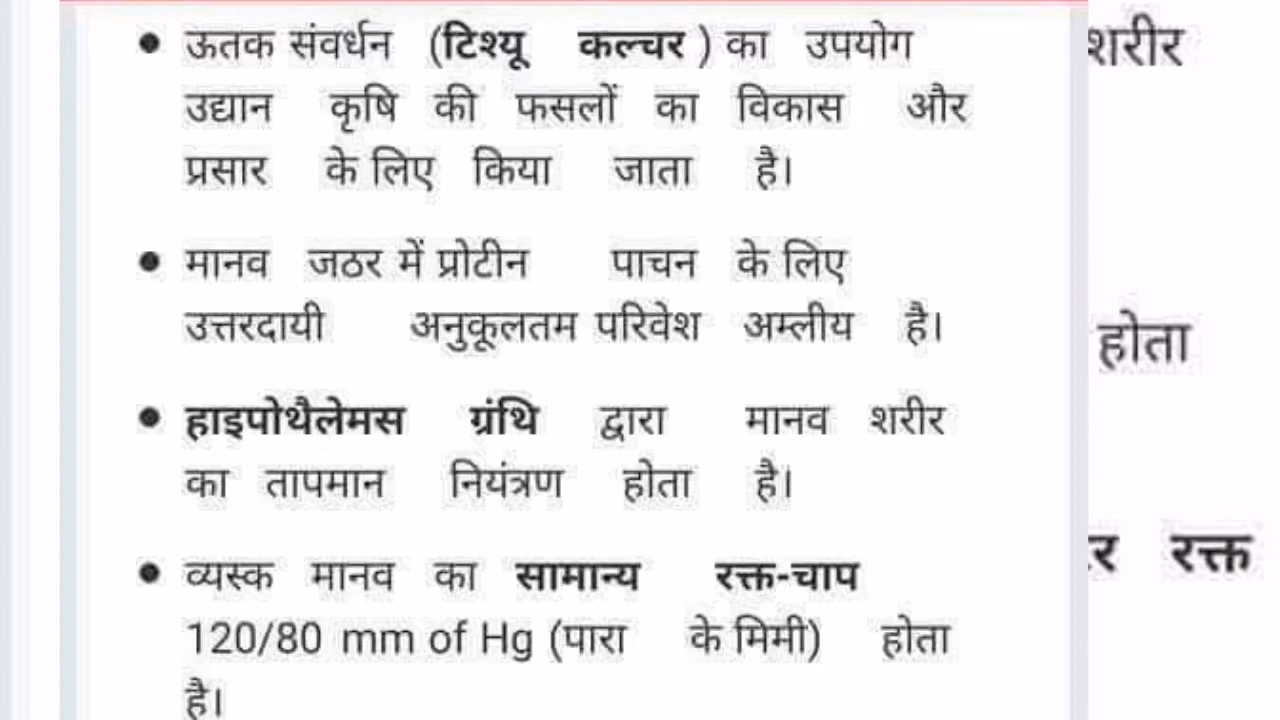 • ऊतक संवर्धन (टिश्यू कल्चर ) का उपयोग
उद्यान कृषि की फसलों का विकास और
प्रसार के लिए किया जाता है।
• मानव जठर में प्रोटीन पाचन के लिए
उत्तरदायी अनुकूलतम परिवेश अम्लीय है।
• हाइपोथैलेमस ग्रंथि द्वारा मानव शरीर
का तापमान नियंत्रण होता है।
• व्यस्क मानव का सामान्य रक्त-चाप
120/80 mm of Hg (पारा के मिमी) होता
है।
शरीर
होता
रक्त